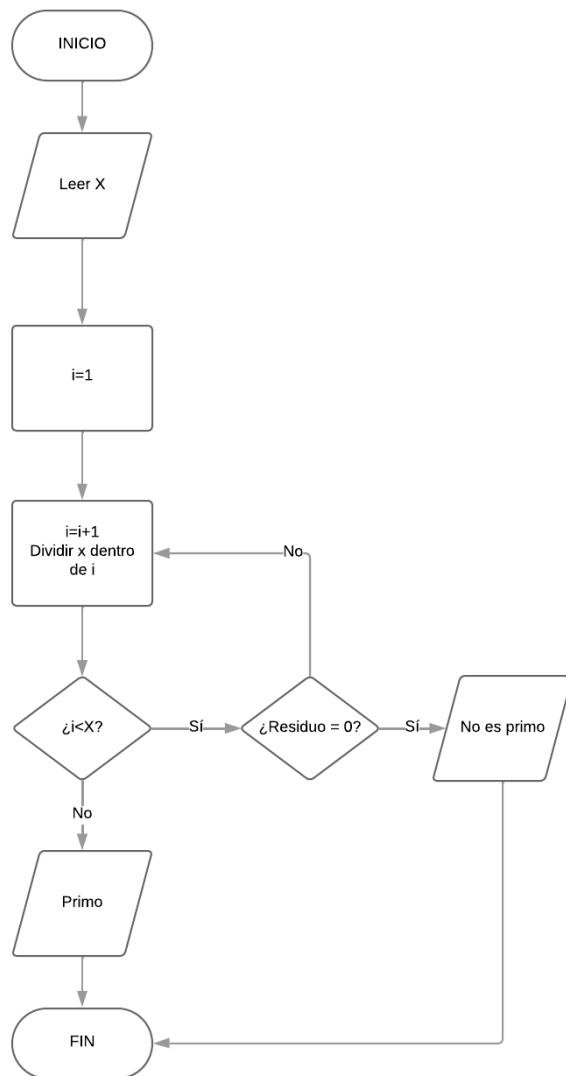 INICIO
Leer X
i=1
i=i+1
Dividir x dentro
de i
No
¿i<X?
Sí
¿Residuo = 0?
Sí
No es primo
No
Primo
FIN